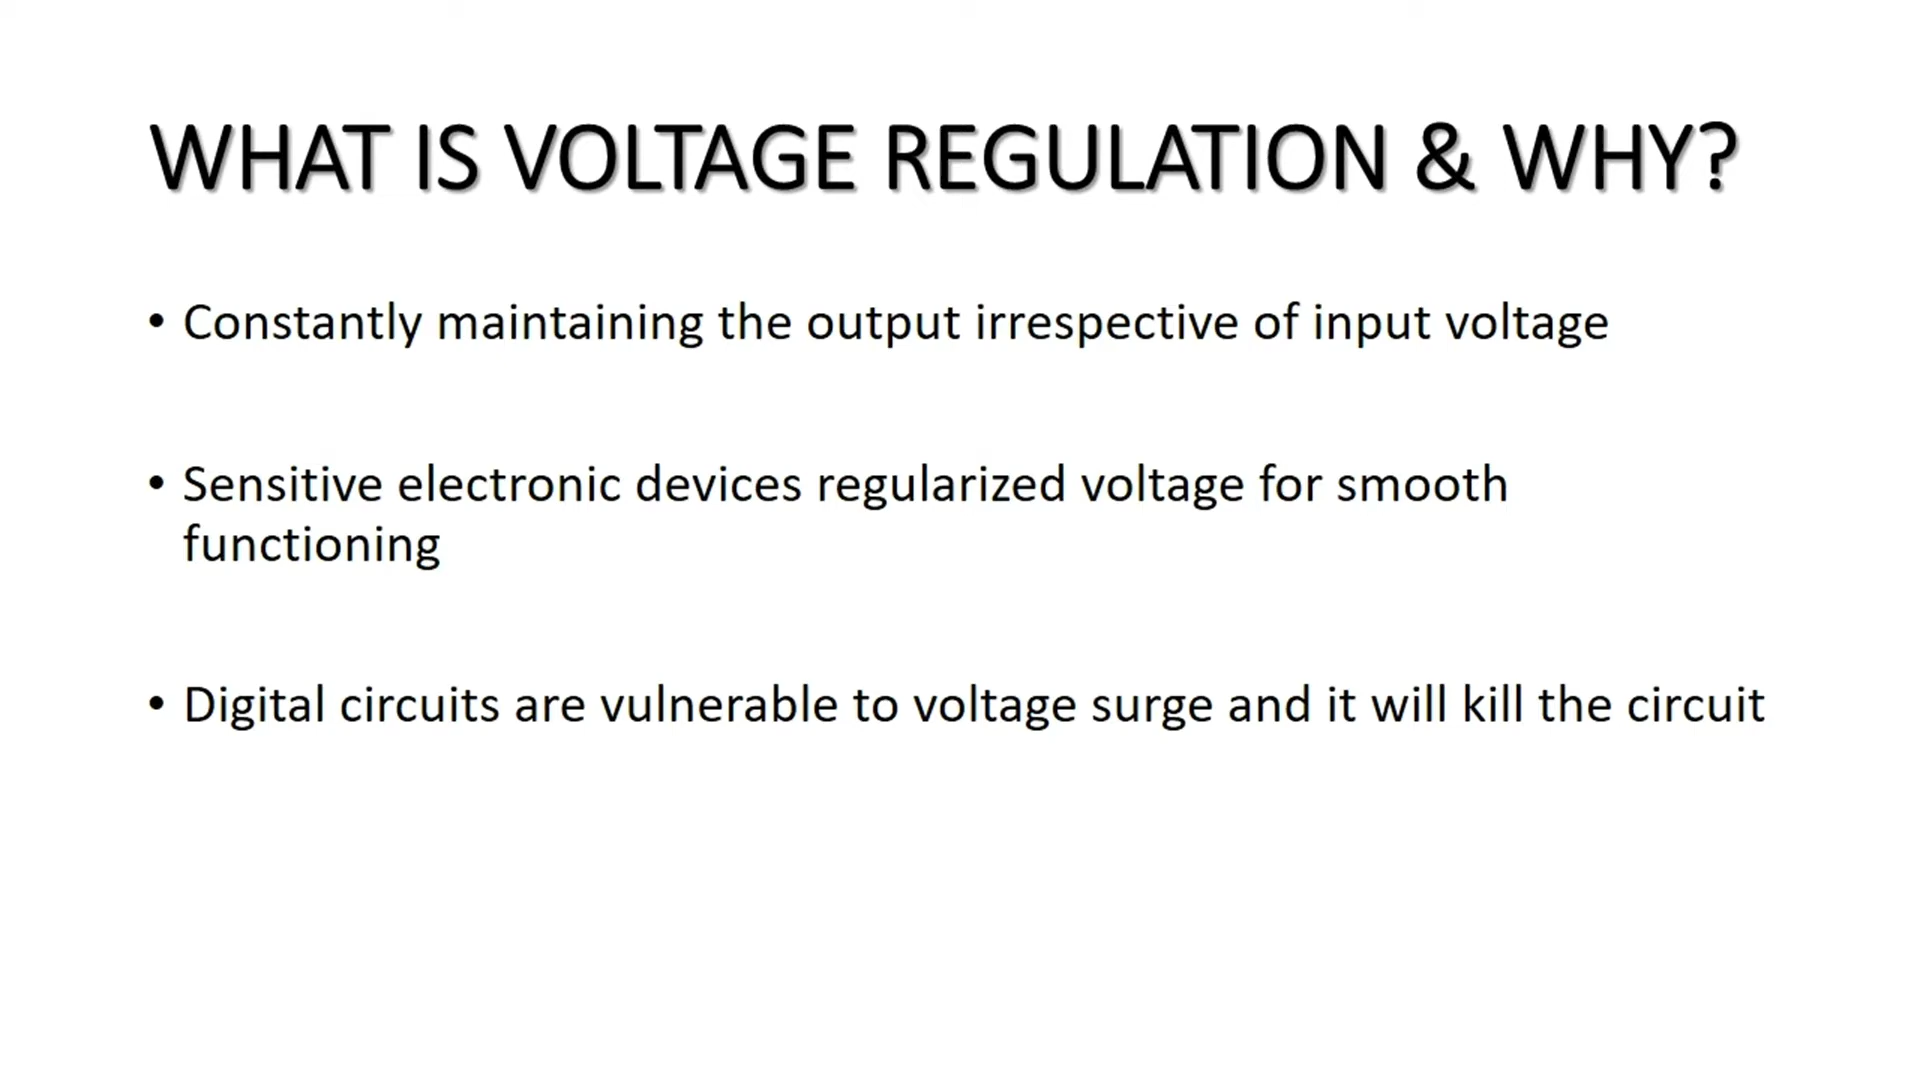 WHAT IS VOLTAGE REGULATION & WHY?
• Constantly maintaining the output irrespective of input voltage
• Sensitive electronic devices regularized voltage for smooth
functioning
• Digital circuits are vulnerable to voltage surge and it will kill the circuit